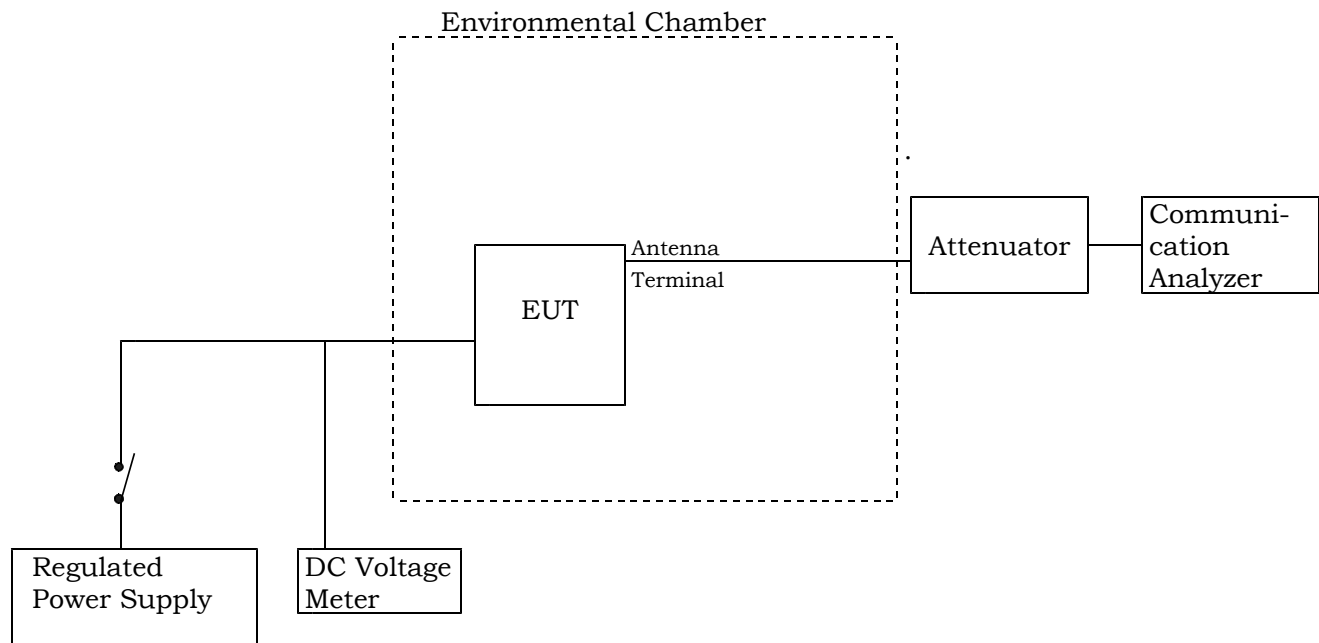 Environmental Chamber
Antenna
Terminal
EUT
Attenuator
Communi-
cation
Analyzer
Regulated
Power Supply
DC Voltage
Meter